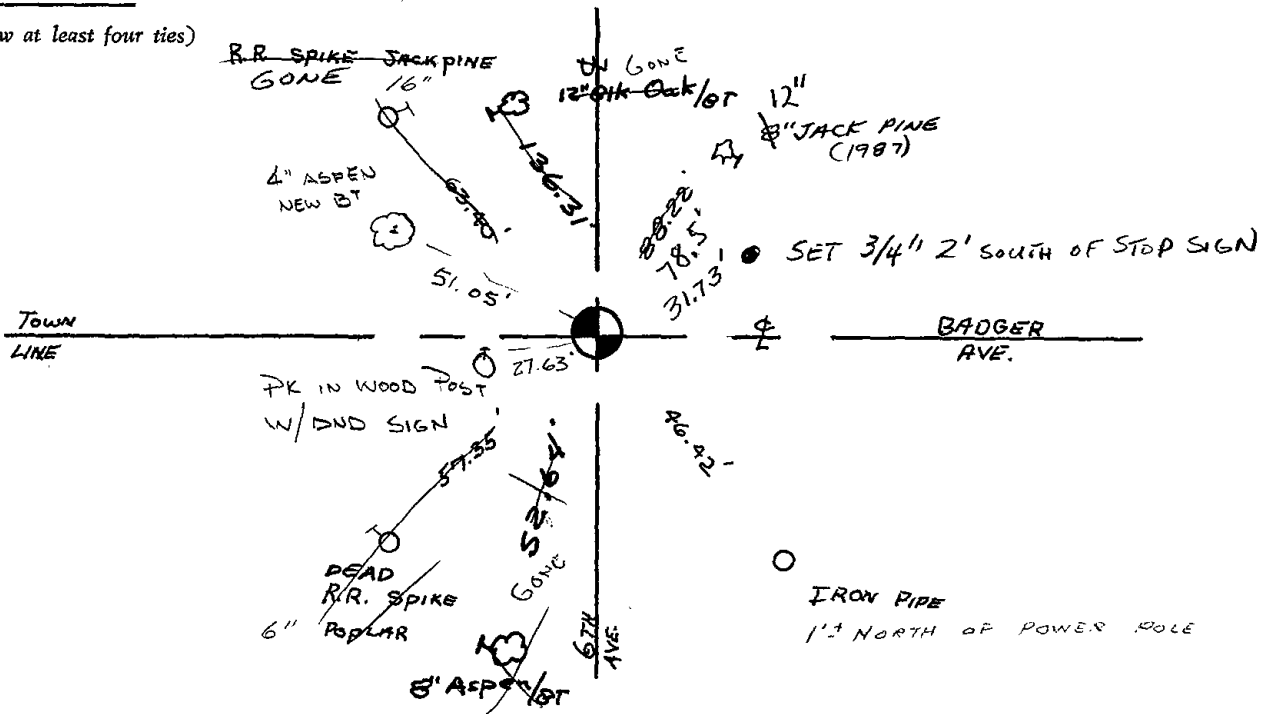 w at least four ties)
R.R. SPIKE JACKPINE
GONE 16"
GONE
12" Blk Oak/BT
12"
8" JACK PINE
(1987)
4" ASPEN
NEW BT
63.40'
136.31'
88.22'
78.5'
31.73'
SET 3/4" 2' SOUTH OF STOP SIGN
51.05'
TOWN
LINE
BADGER
AVE.
27.63'
PK IN WOOD POST
W/ DND SIGN
57.35'
52.64'
46.42'
GONE
DEAD
R.R. SPIKE
6" POPLAR
6TH
AVE.
8" Aspen/BT
IRON PIPE
1'± NORTH OF POWER POLE